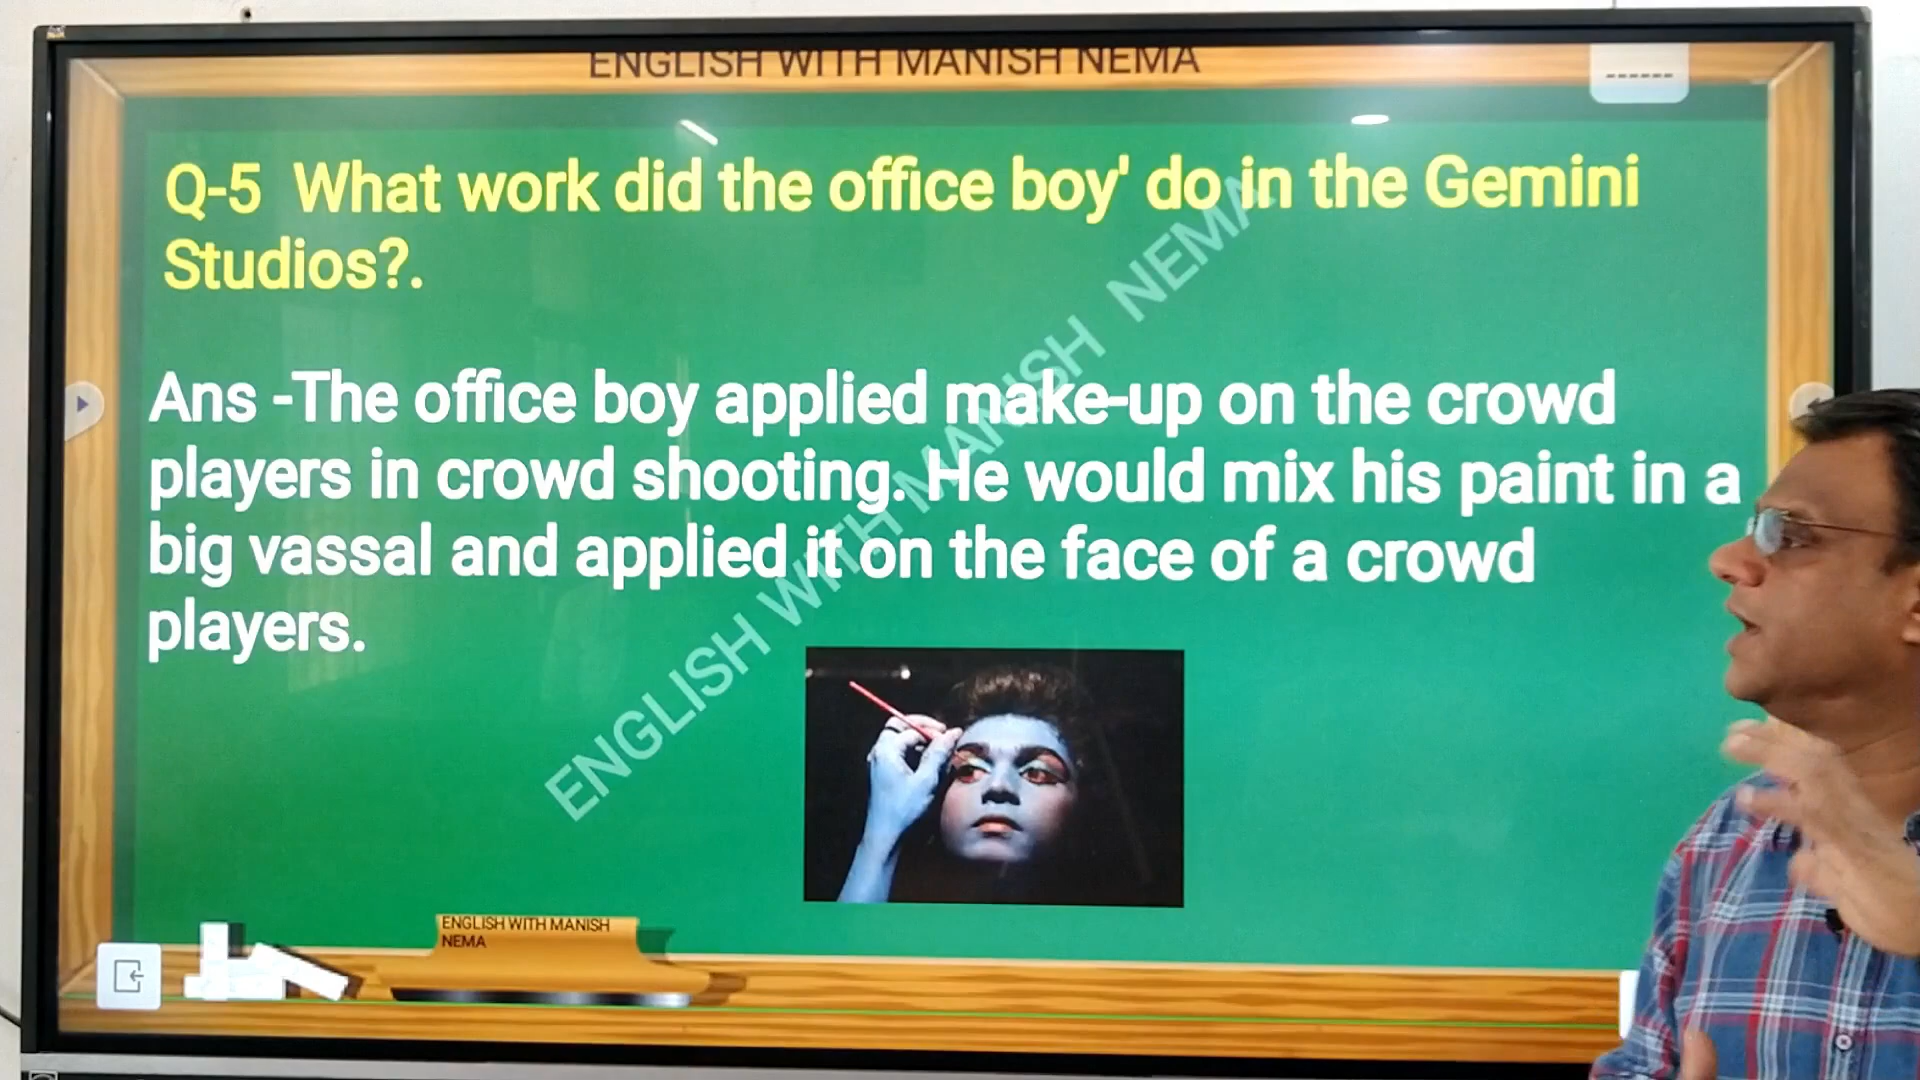 ENGLISH WITH MANISH NEMA
Q-5 What work did the office boy' do in the Gemini
Studios?.
Ans -The office boy applied make-up on the crowd
players in crowd shooting. He would mix his paint in a
big vassal and applied it on the face of a crowd
players.
ENGLISH WITH MANISH NEMA
ENGLISH WITH MANISH
NEMA